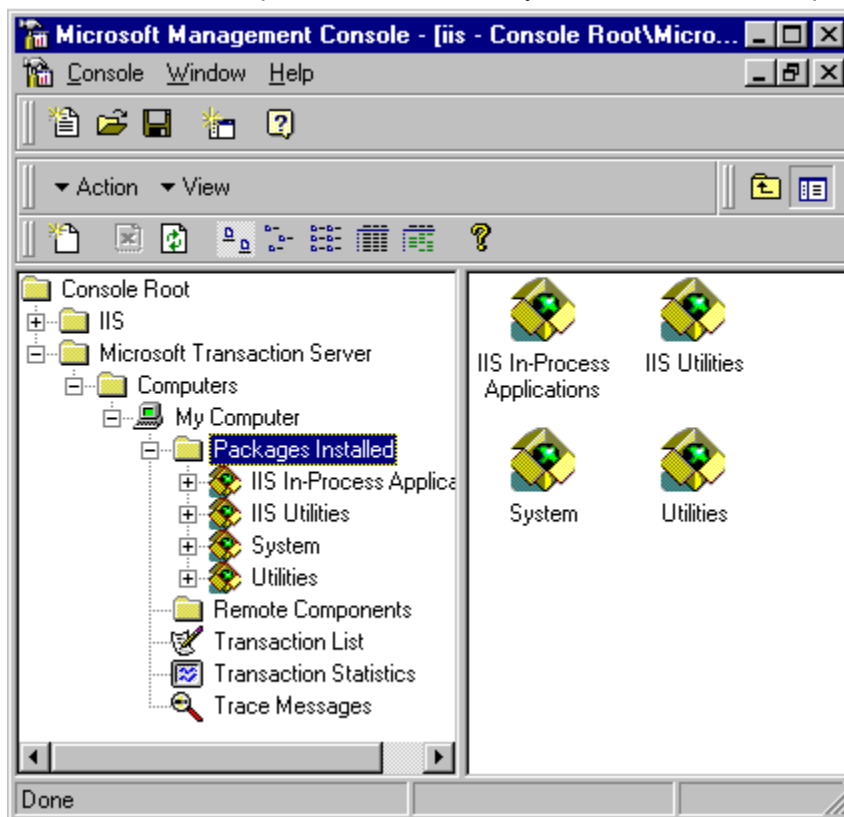 Microsoft Management Console - [iis - Console Root\Micro...
Console Window Help
Action View
Console Root
IIS
Microsoft Transaction Server
Computers
My Computer
Packages Installed
IIS In-Process Applica
IIS Utilities
System
Utilities
Remote Components
Transaction List
Transaction Statistics
Trace Messages
IIS In-Process
Applications
IIS Utilities
System
Utilities
Done